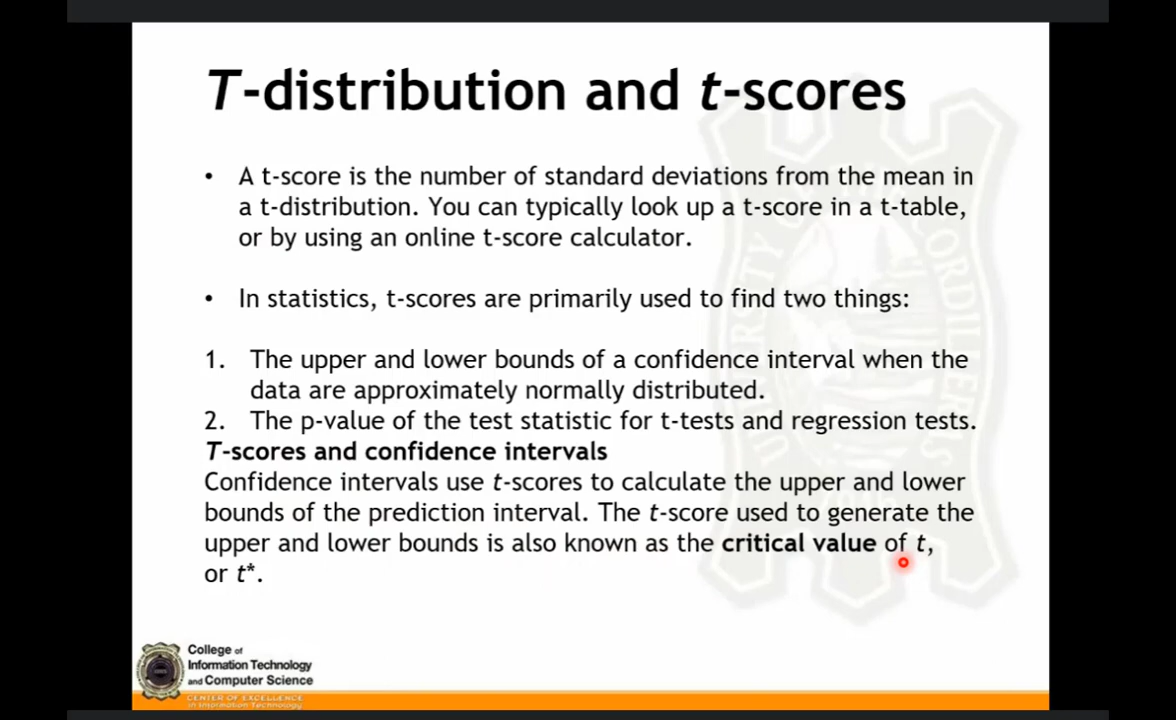 T-distribution and t-scores
• A t-score is the number of standard deviations from the mean in
a t-distribution. You can typically look up a t-score in a t-table,
or by using an online t-score calculator.
• In statistics, t-scores are primarily used to find two things:
1. The upper and lower bounds of a confidence interval when the
data are approximately normally distributed.
2. The p-value of the test statistic for t-tests and regression tests.
T-scores and confidence intervals
Confidence intervals use t-scores to calculate the upper and lower
bounds of the prediction interval. The t-score used to generate the
upper and lower bounds is also known as the critical value of t,
or t*.
College of
Information Technology
and Computer Science
CENTER OF EXCELLENCE
in Information Technology